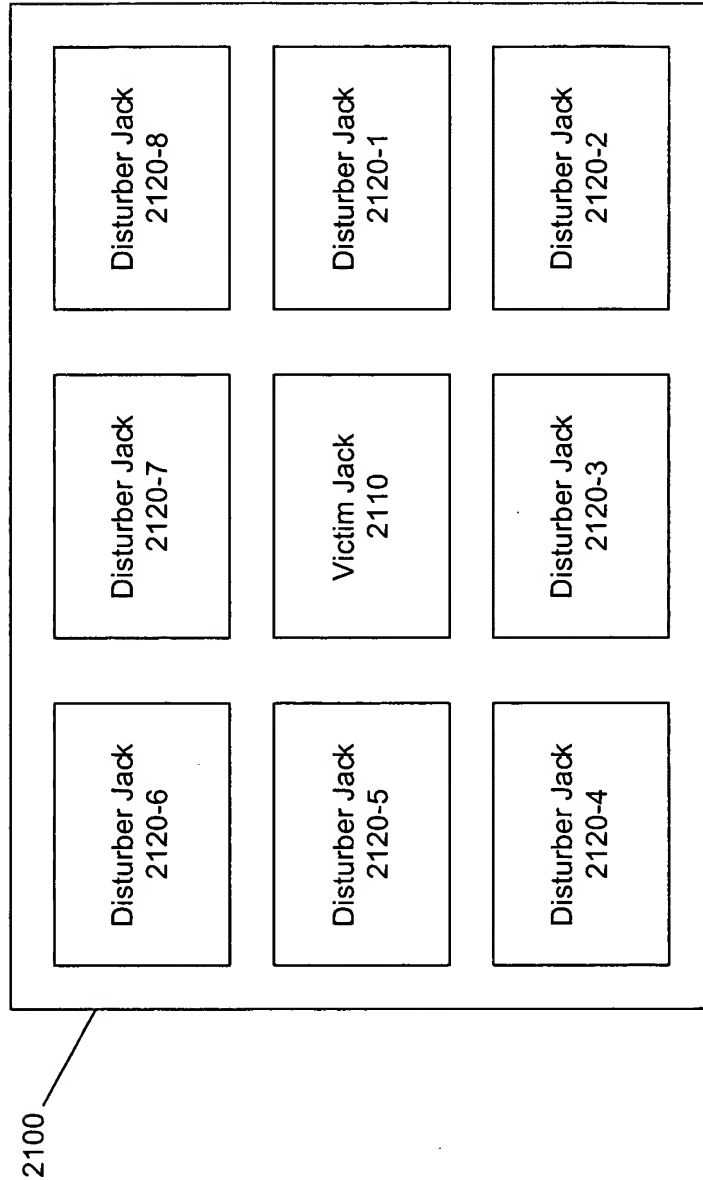 2100
Disturber Jack
2120-6
Disturber Jack
2120-7
Disturber Jack
2120-8
Disturber Jack
2120-5
Victim Jack
2110
Disturber Jack
2120-1
Disturber Jack
2120-4
Disturber Jack
2120-3
Disturber Jack
2120-2